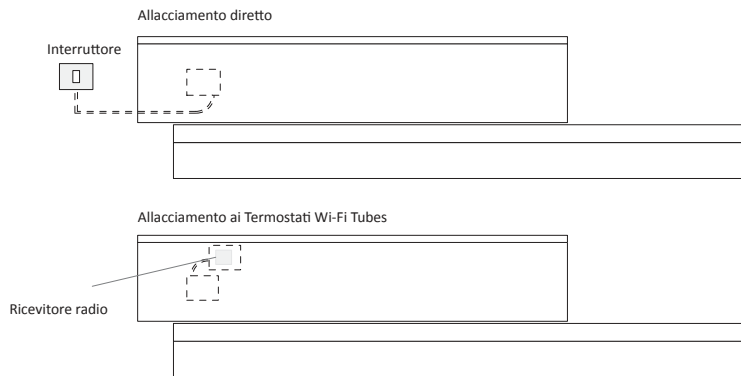 Allacciamento diretto
Interruttore
Allacciamento ai Termostati Wi-Fi Tubes
Ricevitore radio